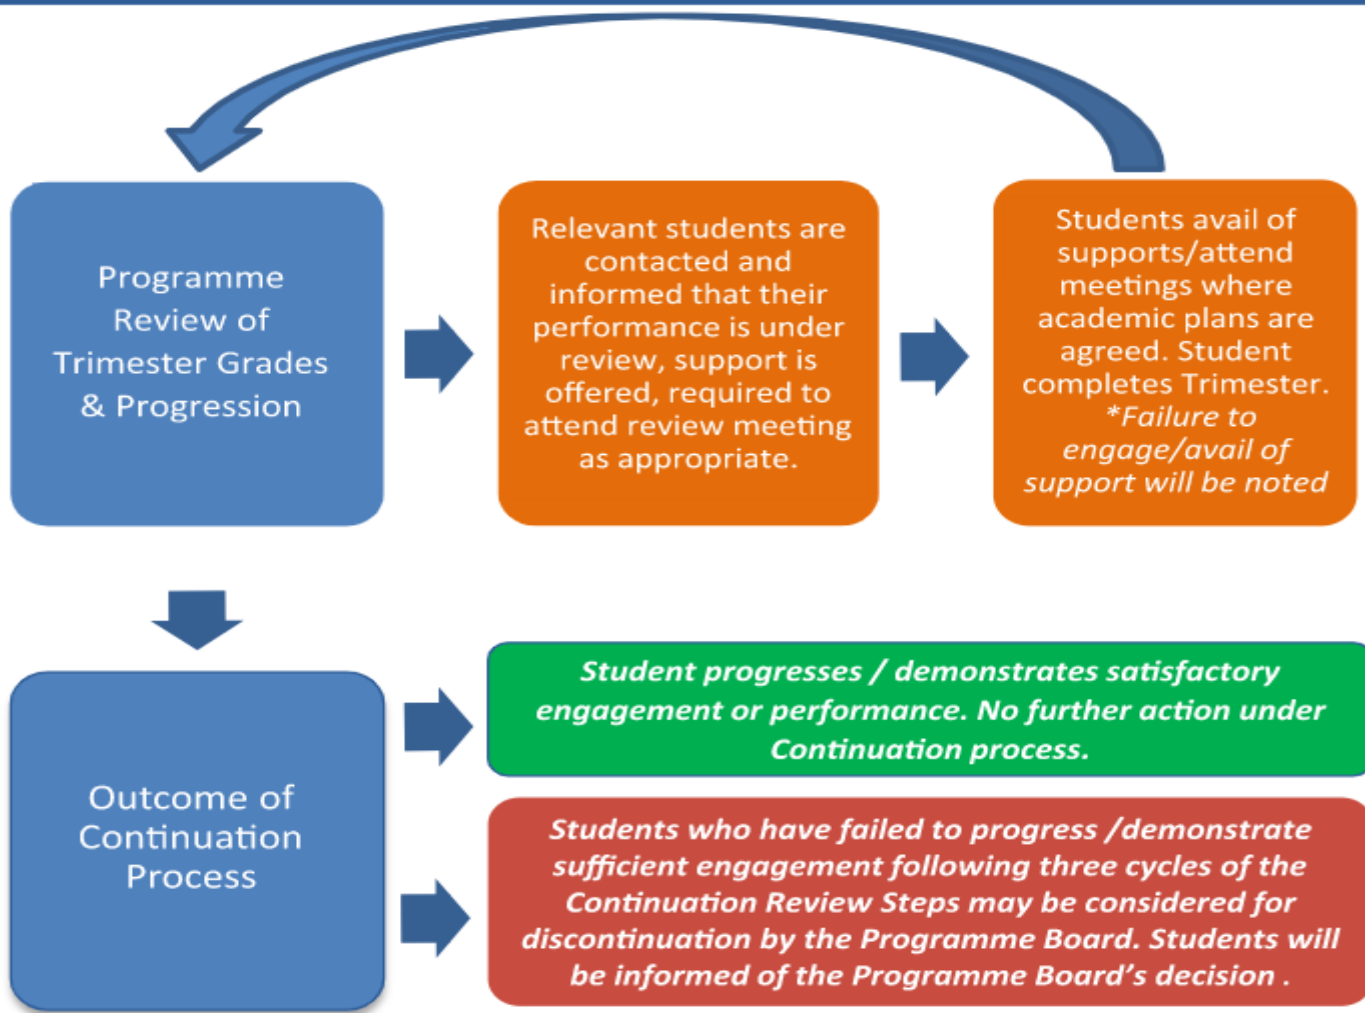 Programme
Review of
Trimester Grades
& Progression
Relevant students are
contacted and
informed that their
performance is under
review, support is
offered, required to
attend review meeting
as appropriate.
Students avail of
supports/attend
meetings where
academic plans are
agreed. Student
completes Trimester.
*Failure to
engage/avail of
support will be noted
Outcome of
Continuation
Process
Student progresses / demonstrates satisfactory
engagement or performance. No further action under
Continuation process.
Students who have failed to progress /demonstrate
sufficient engagement following three cycles of the
Continuation Review Steps may be considered for
discontinuation by the Programme Board. Students will
be informed of the Programme Board’s decision .